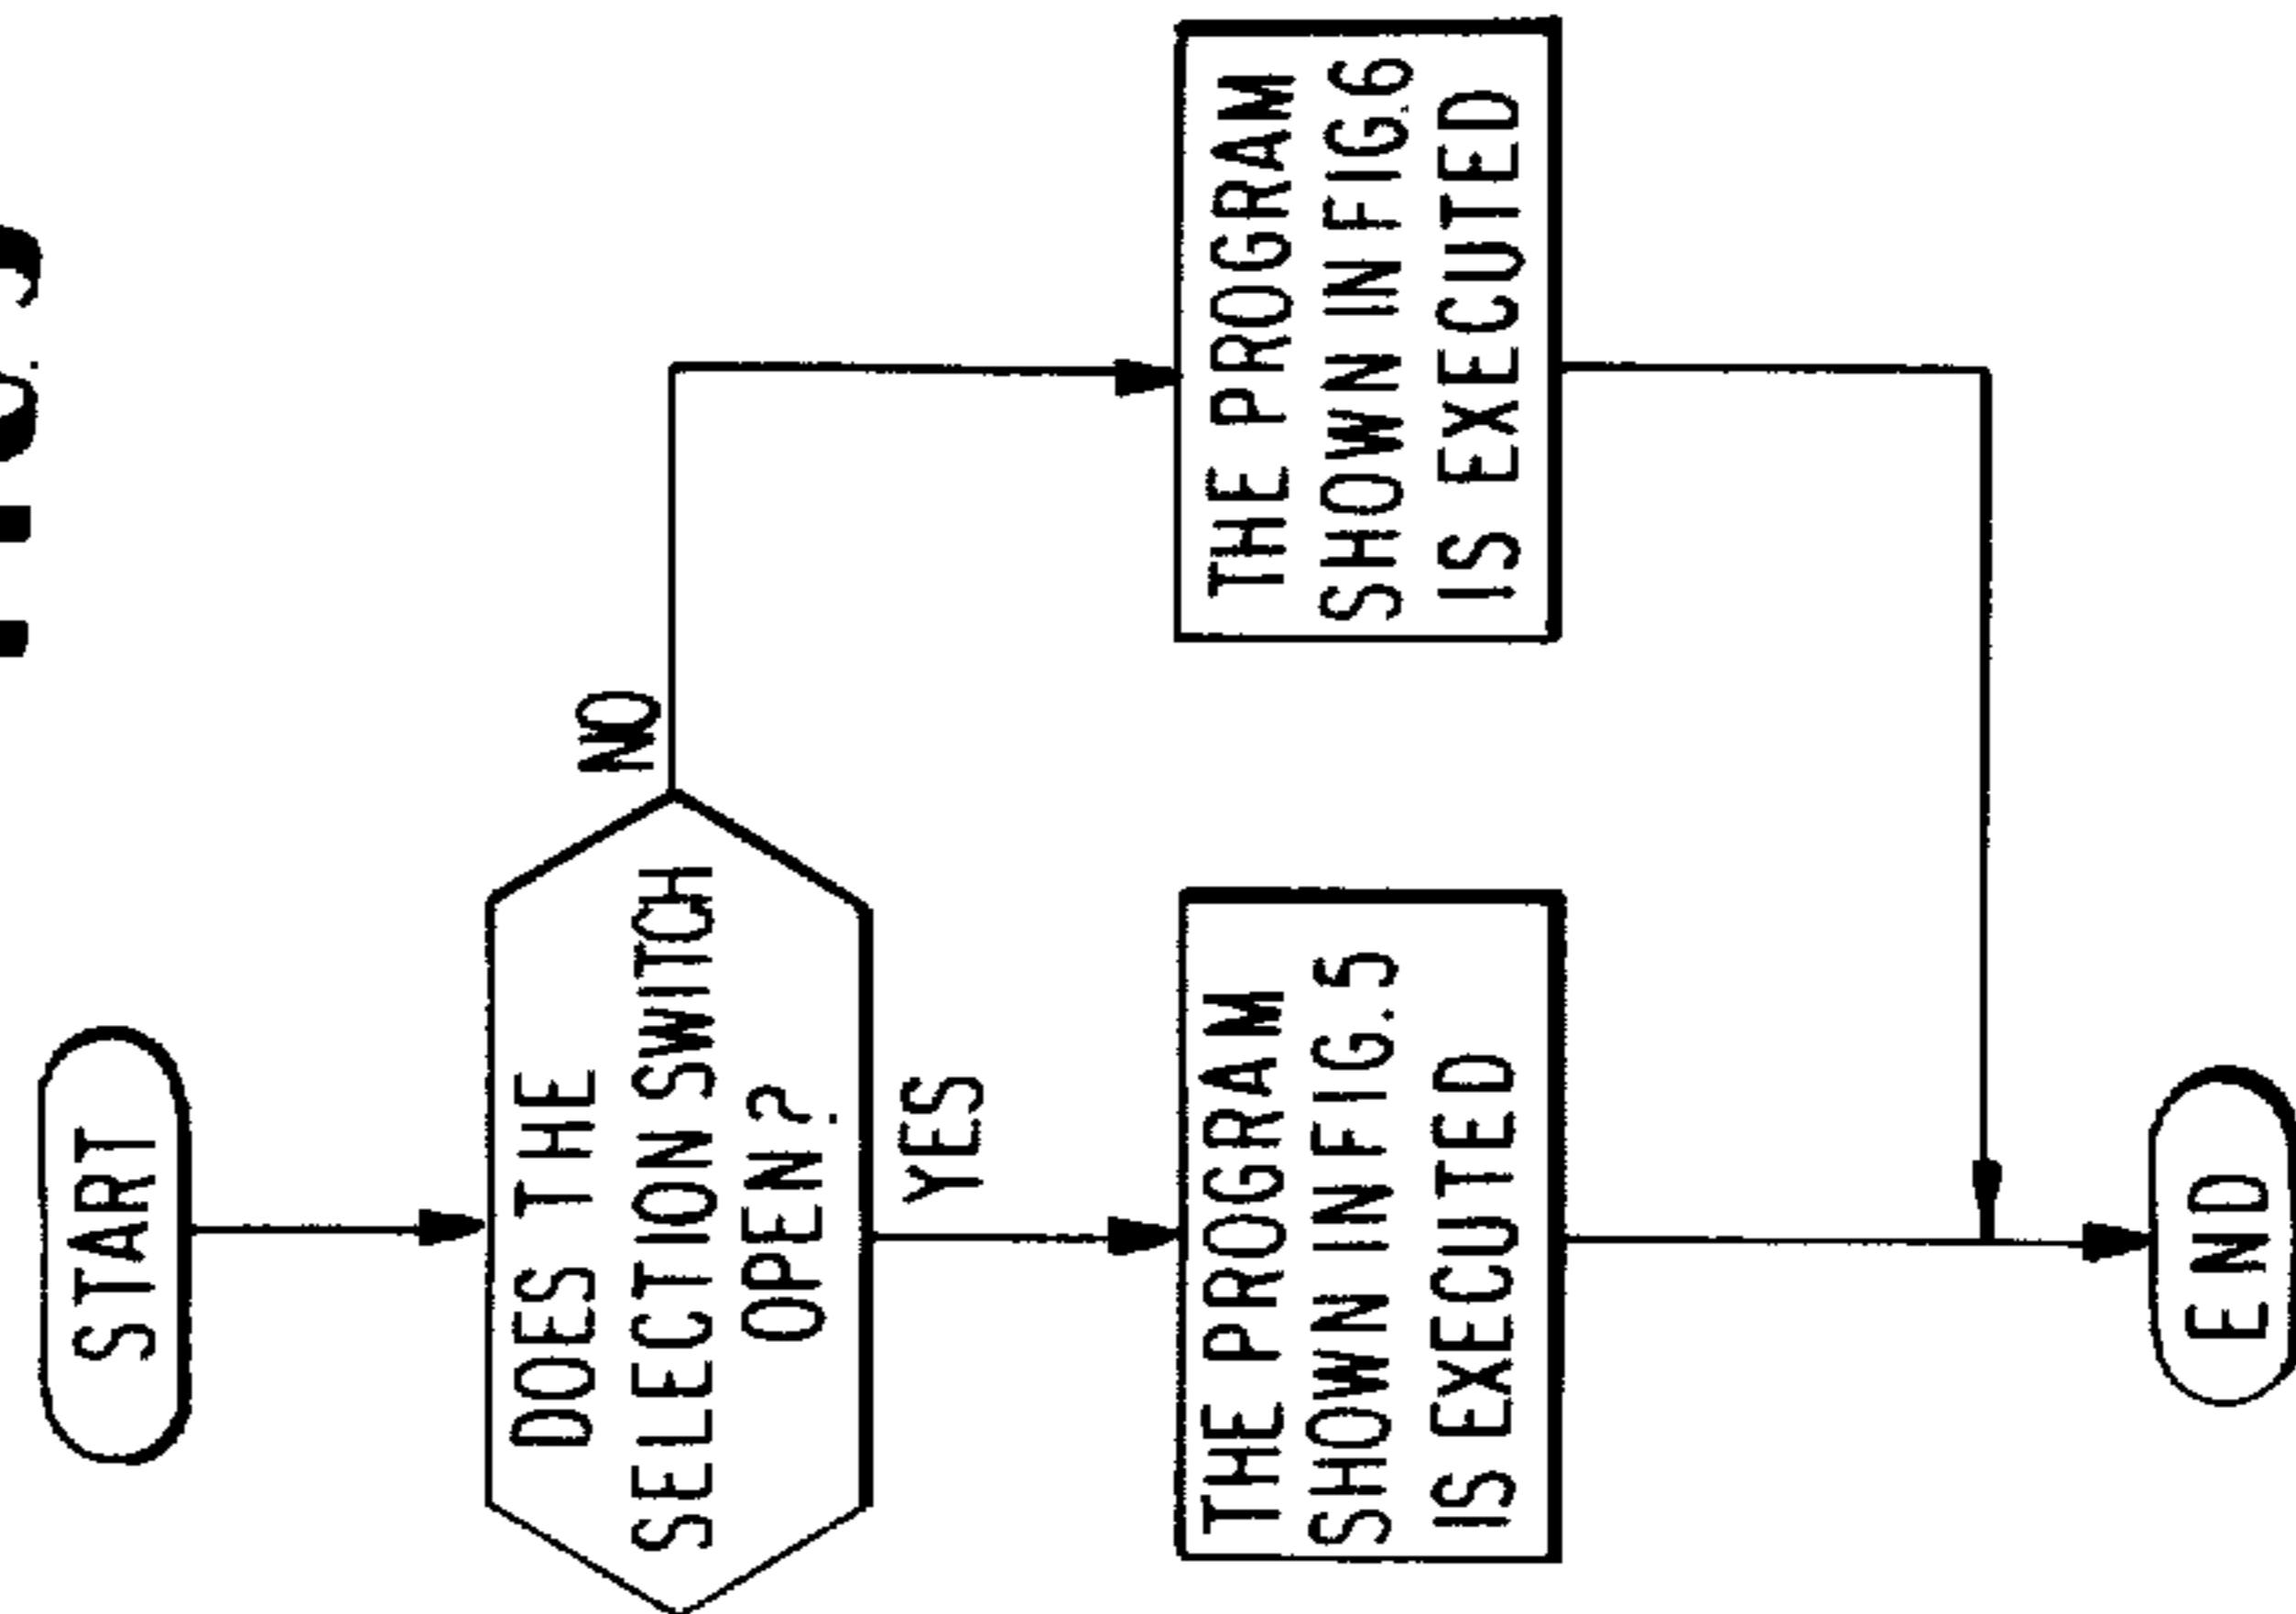 START
DOES THE
SELECTION SWITCH
OPEN?
NO
YES
THE PROGRAM
SHOWN IN FIG. 5
IS EXECUTED
THE PROGRAM
SHOWN IN FIG.6
IS EXECUTED
END